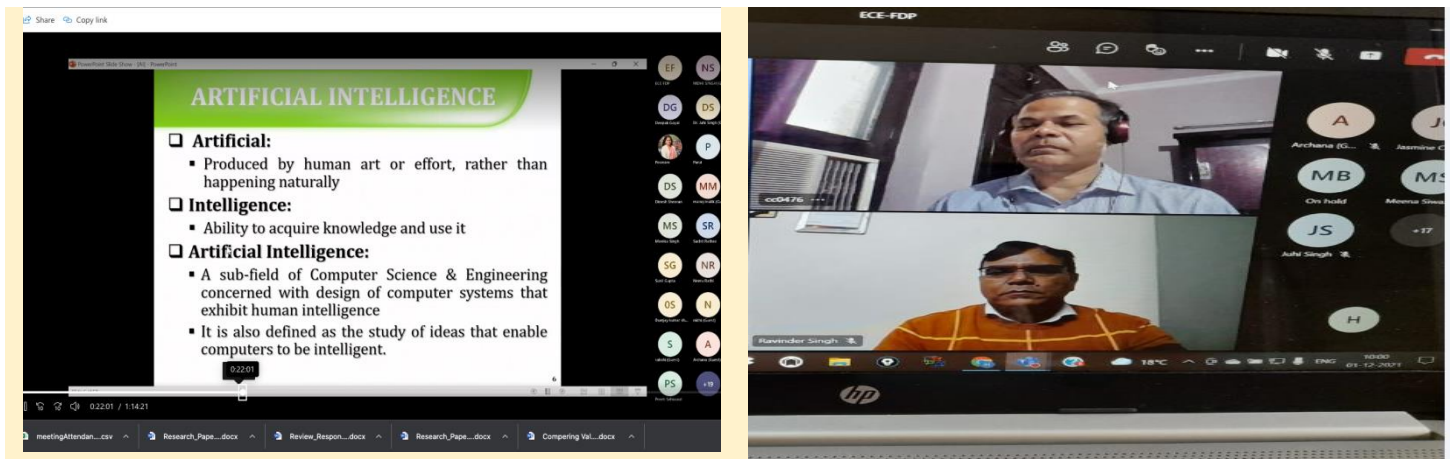 Share Copy link
PowerPoint Slide Show - [AI] - PowerPoint
ARTIFICIAL INTELLIGENCE
Artificial:
Produced by human art or effort, rather than
happening naturally
Intelligence:
Ability to acquire knowledge and use it
Artificial Intelligence:
A sub-field of Computer Science & Engineering
concerned with design of computer systems that
exhibit human intelligence
It is also defined as the study of ideas that enable
computers to be intelligent.
6
0:22:01
0:22:01 / 1:14:21
EF NS
DG DS
P
DS MM
MS SR
SG NR
0S N
S A
PS +19
meetingAttendan....csv
Research_Pape....docx
Review_Respon....docx
Research_Pape....docx
Compering Val....docx
ECE-FDP
cc0476
Ravinder Singh
A J
Archana (G... Jasmine
MB MS
On hold Meena Siwa
JS +17
Juhi Singh
H
18°C ENG 10:00
01-12-2021
hp